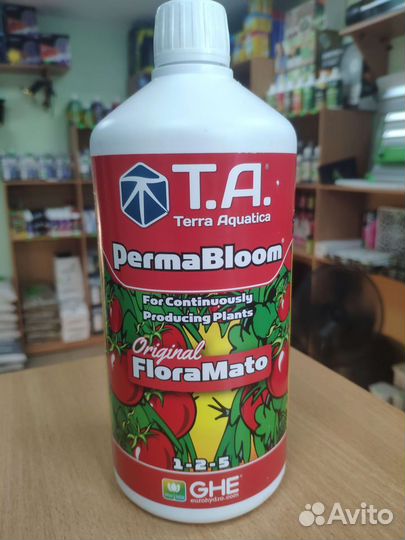 T.A.
Terra Aquatica
PermaBloom®
For Continuously
Producing Plants
Original
FloraMato
1-2-5
GHE
eurohydro.com
Avito